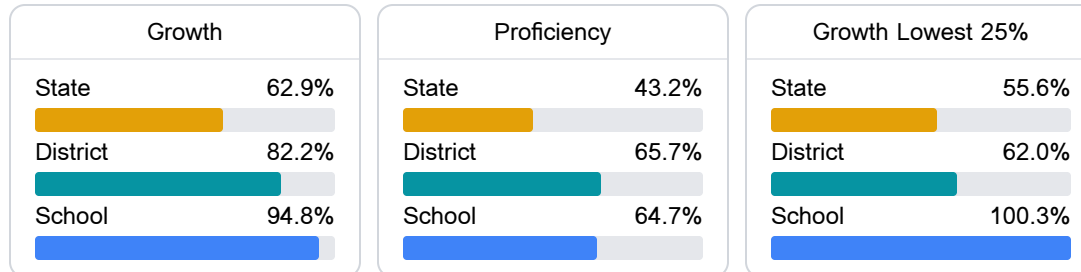 Growth
State 62.9%
District 82.2%
School 94.8%
Proficiency
State 43.2%
District 65.7%
School 64.7%
Growth Lowest 25%
State 55.6%
District 62.0%
School 100.3%